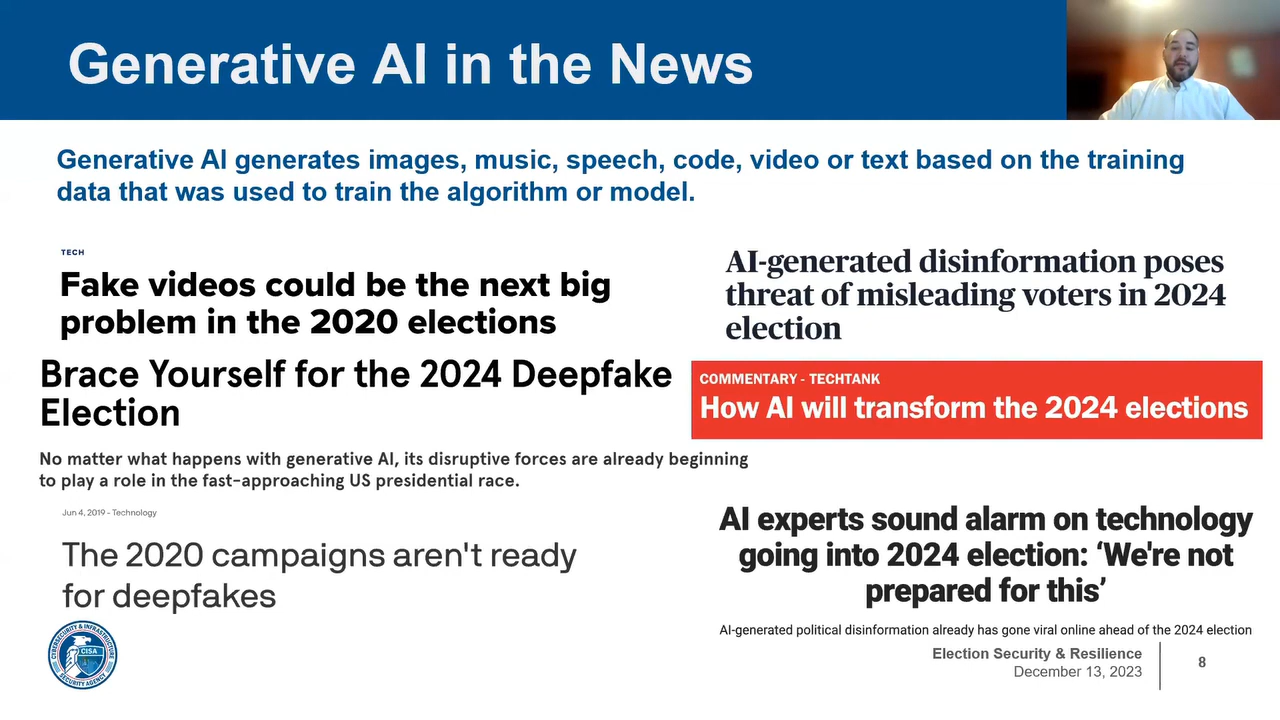 Generative AI in the News
Generative AI generates images, music, speech, code, video or text based on the training
data that was used to train the algorithm or model.
TECH
Fake videos could be the next big
problem in the 2020 elections
Brace Yourself for the 2024 Deepfake
Election
No matter what happens with generative AI, its disruptive forces are already beginning
to play a role in the fast-approaching US presidential race.
Jun 4, 2019 - Technology
The 2020 campaigns aren't ready
for deepfakes
AI-generated disinformation poses
threat of misleading voters in 2024
election
COMMENTARY - TECHTANK
How AI will transform the 2024 elections
AI experts sound alarm on technology
going into 2024 election: ‘We're not
prepared for this’
AI-generated political disinformation already has gone viral online ahead of the 2024 election
CYBERSECURITY & INFRASTRUCTURE
CISA
SECURITY AGENCY
Election Security & Resilience
December 13, 2023
8